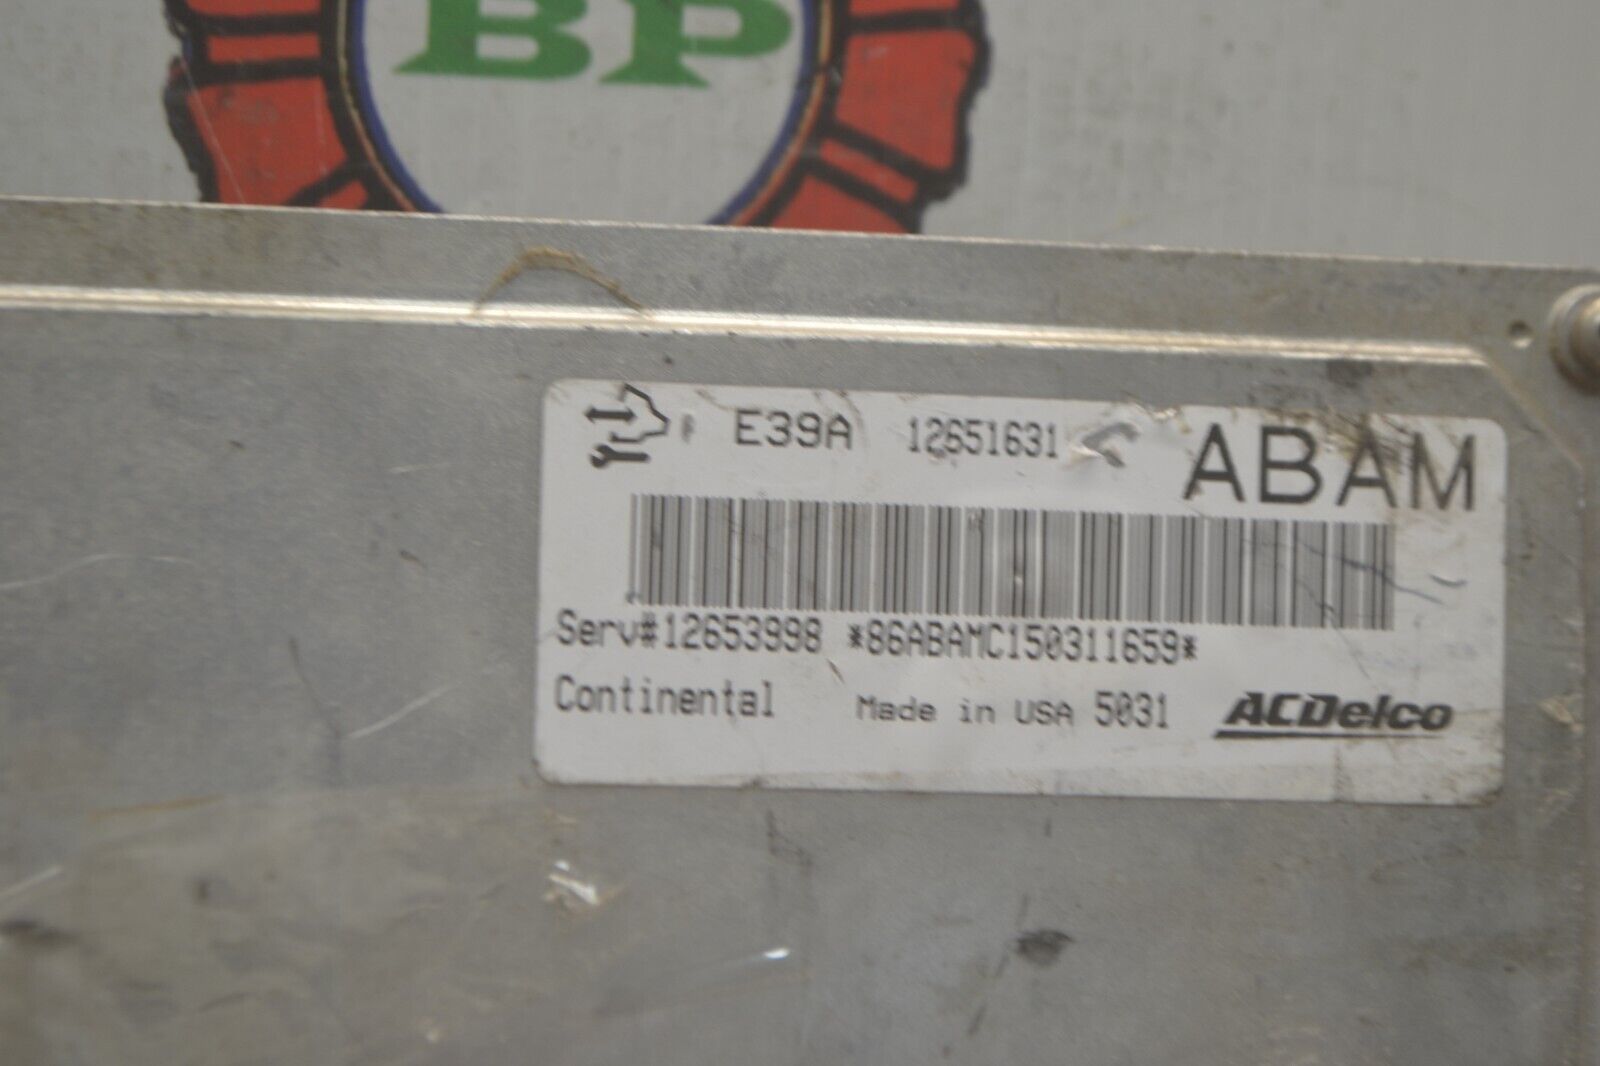 BP
E39A 12651631 ABAM
Serv#12653998 *86ABAMC150311659*
Continental Made in USA 5031 ACDelco